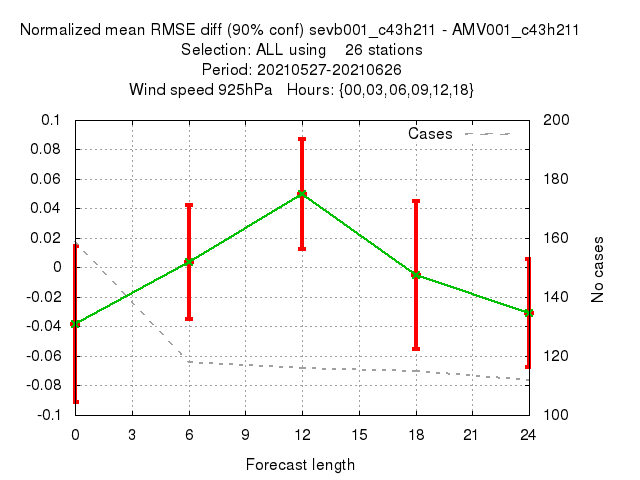 Normalized mean RMSE diff (90% conf) sevb001_c43h211 - AMV001_c43h211
Selection: ALL using    26 stations
Period: 20210527-20210626
Wind speed 925hPa   Hours: {00,03,06,09,12,18}
0.1
0.08
0.06
0.04
0.02
0
-0.02
-0.04
-0.06
-0.08
-0.1
Cases
200
180
160
140
120
100
No cases
0 3 6 9 12 15 18 21 24
Forecast length